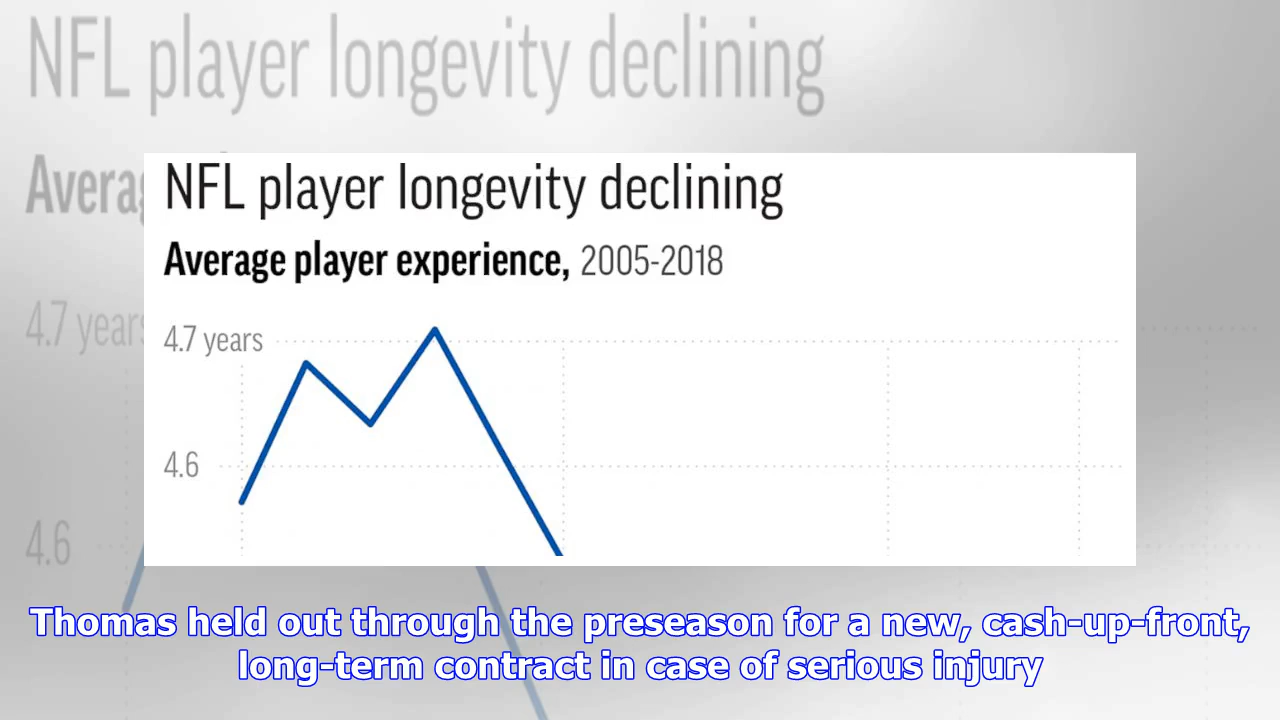 NFL player longevity declining
Avera
4.7 years
4.6
NFL player longevity declining
Average player experience, 2005-2018
4.7 years
4.6
Thomas held out through the preseason for a new, cash-up-front,
long-term contract in case of serious injury